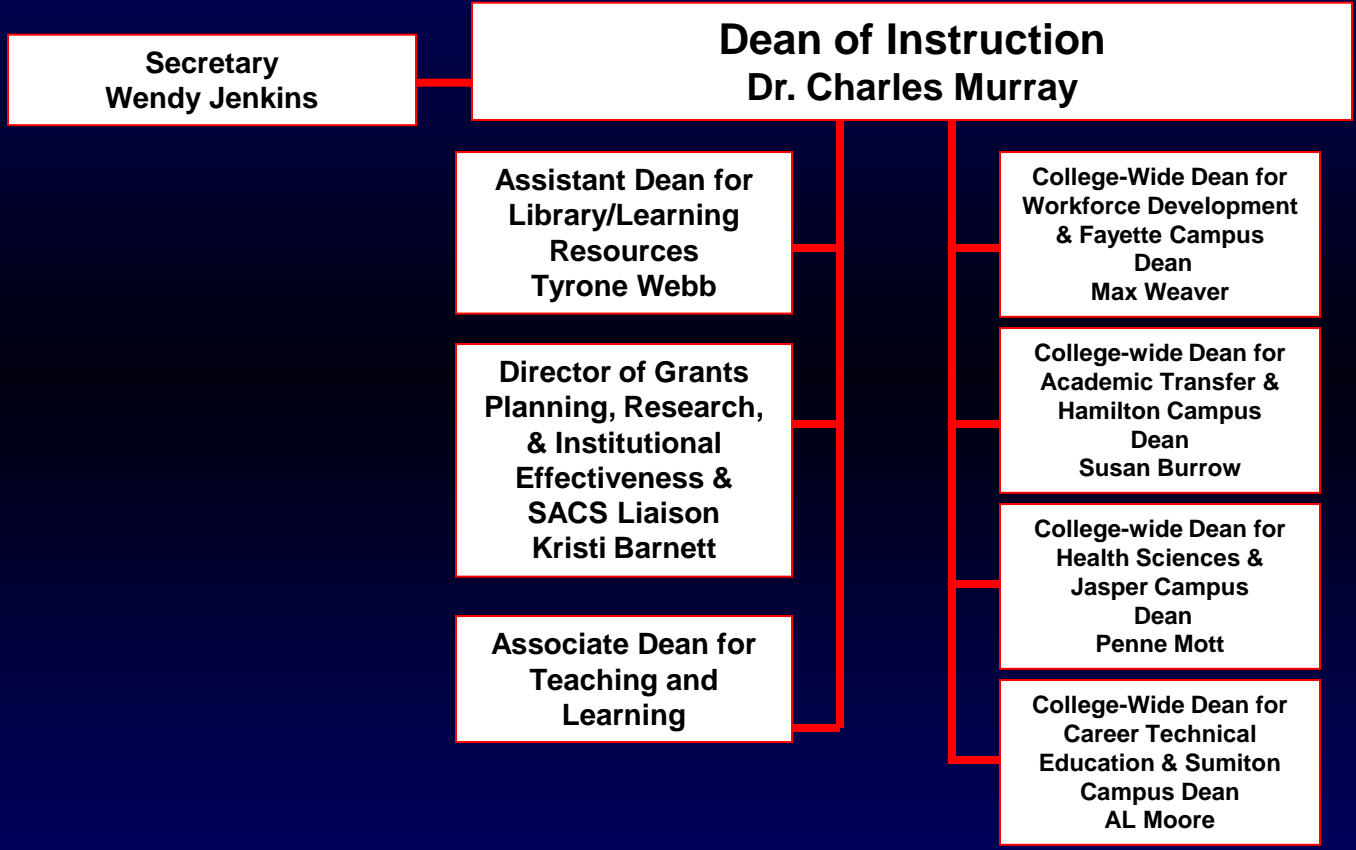 Secretary
Wendy Jenkins
Dean of Instruction
Dr. Charles Murray
Assistant Dean for
Library/Learning
Resources
Tyrone Webb
Director of Grants
Planning, Research,
& Institutional
Effectiveness &
SACS Liaison
Kristi Barnett
Associate Dean for
Teaching and
Learning
College-Wide Dean for
Workforce Development
& Fayette Campus
Dean
Max Weaver
College-wide Dean for
Academic Transfer &
Hamilton Campus
Dean
Susan Burrow
College-wide Dean for
Health Sciences &
Jasper Campus
Dean
Penne Mott
College-Wide Dean for
Career Technical
Education & Sumiton
Campus Dean
AL Moore